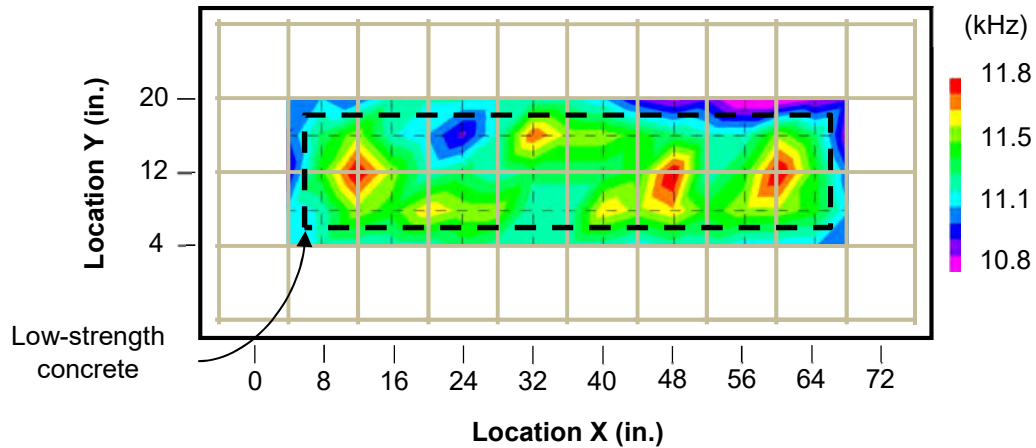 (kHz)
11.8
11.5
11.1
10.8
Location Y (in.)
20
12
4
Low-strength
concrete
0 8 16 24 32 40 48 56 64 72
Location X (in.)